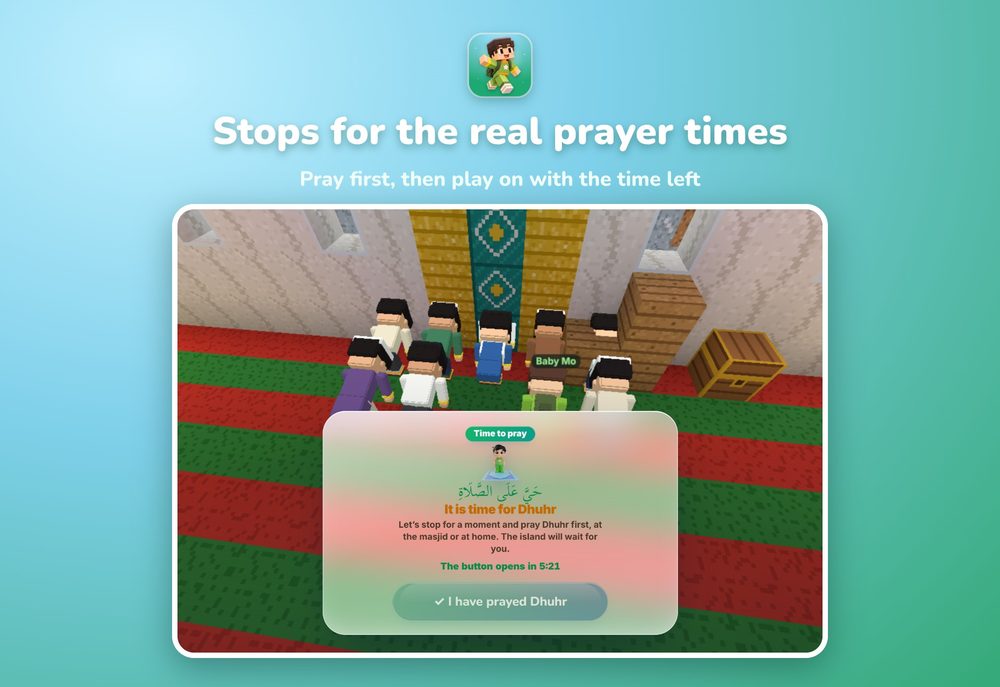 Stops for the real prayer times
Pray first, then play on with the time left
Baby Mo
Time to pray
حَيَّ عَلَى الصَّلَاةِ
It is time for Dhuhr
Let's stop for a moment and pray Dhuhr first, at
the masjid or at home. The island will wait for
you.
The button opens in 5:21
✓ I have prayed Dhuhr